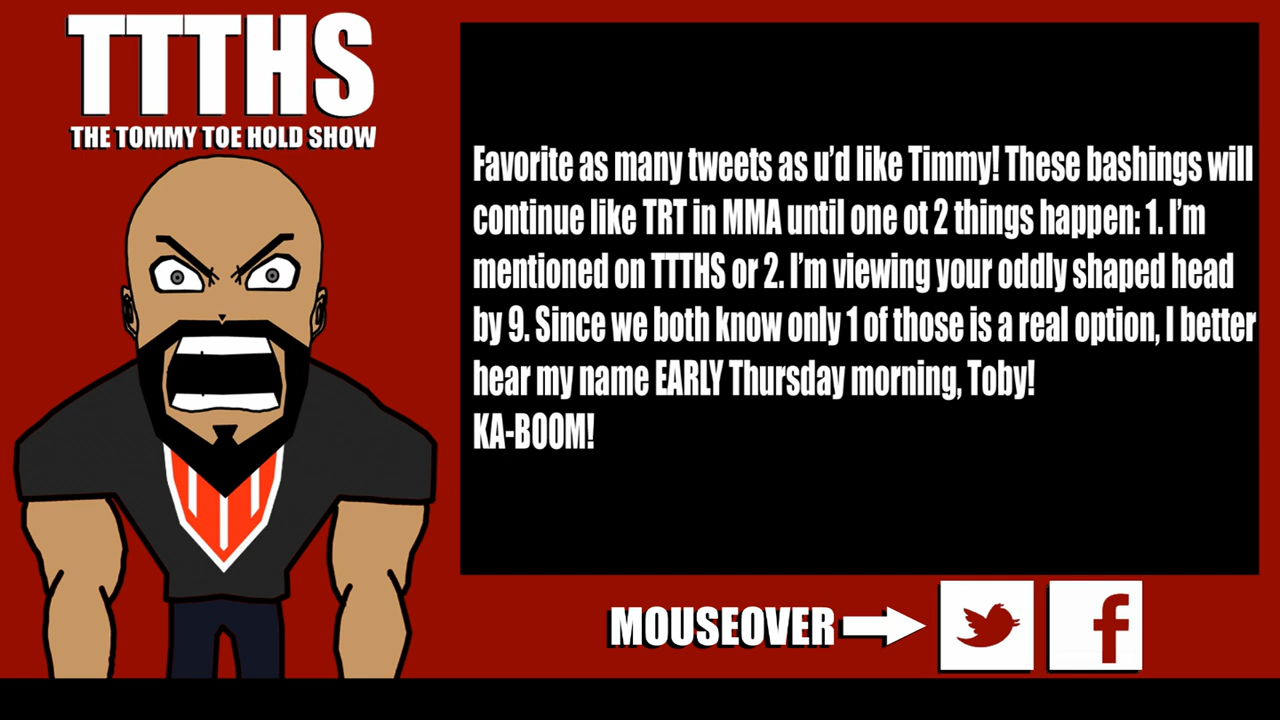 TTTHS
THE TOMMY TOE HOLD SHOW
Favorite as many tweets as u'd like Timmy! These bashings will
continue like TRT in MMA until one ot 2 things happen: 1. I'm
mentioned on TTTHS or 2. I'm viewing your oddly shaped head
by 9. Since we both know only 1 of those is a real option, I better
hear my name EARLY Thursday morning, Toby!
KA-BOOM!
MOUSEOVER